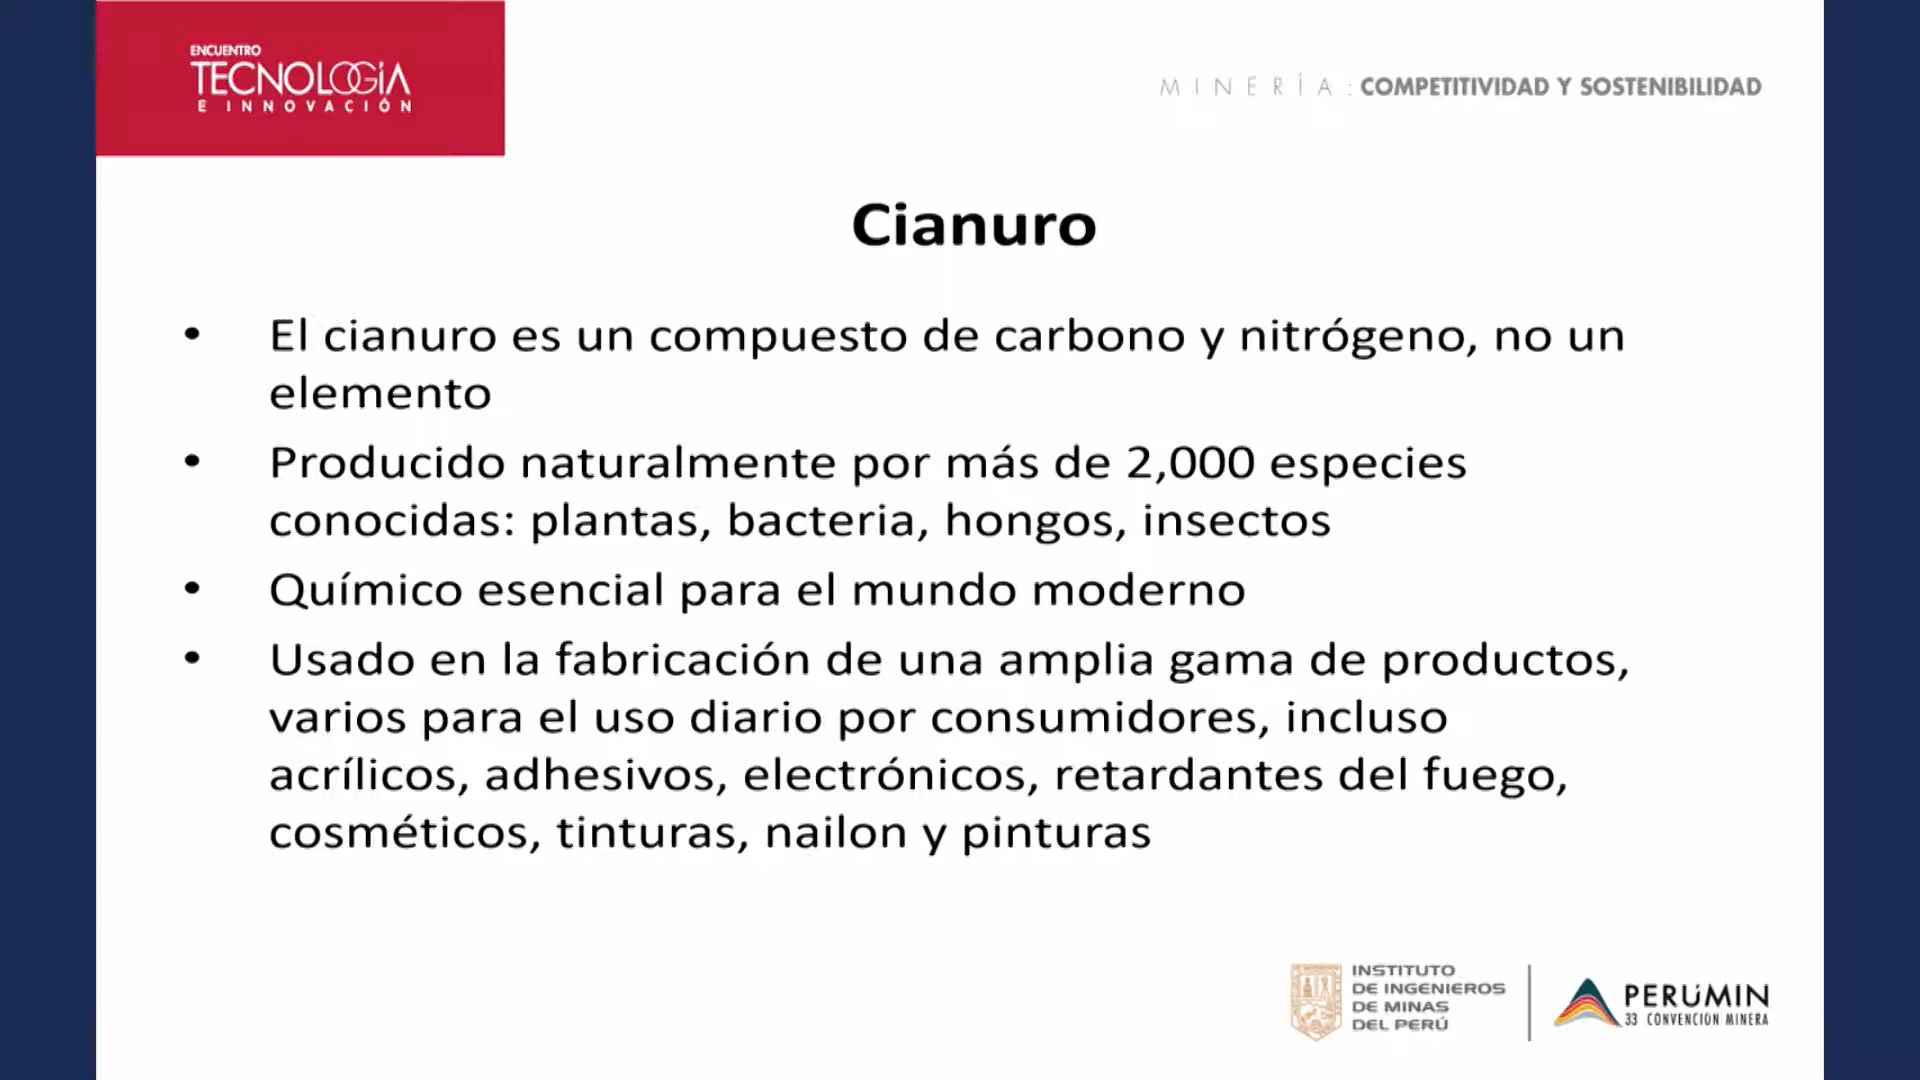 ENCUENTRO
TECNOLOGÍA
E INNOVACIÓN
MINERÍA: COMPETITIVIDAD Y SOSTENIBILIDAD
Cianuro
• El cianuro es un compuesto de carbono y nitrógeno, no un
elemento
• Producido naturalmente por más de 2,000 especies
conocidas: plantas, bacteria, hongos, insectos
• Químico esencial para el mundo moderno
• Usado en la fabricación de una amplia gama de productos,
varios para el uso diario por consumidores, incluso
acrílicos, adhesivos, electrónicos, retardantes del fuego,
cosméticos, tinturas, nailon y pinturas
INSTITUTO
DE INGENIEROS
DE MINAS
DEL PERÚ
PERÚMIN
33 CONVENCIÓN MINERA